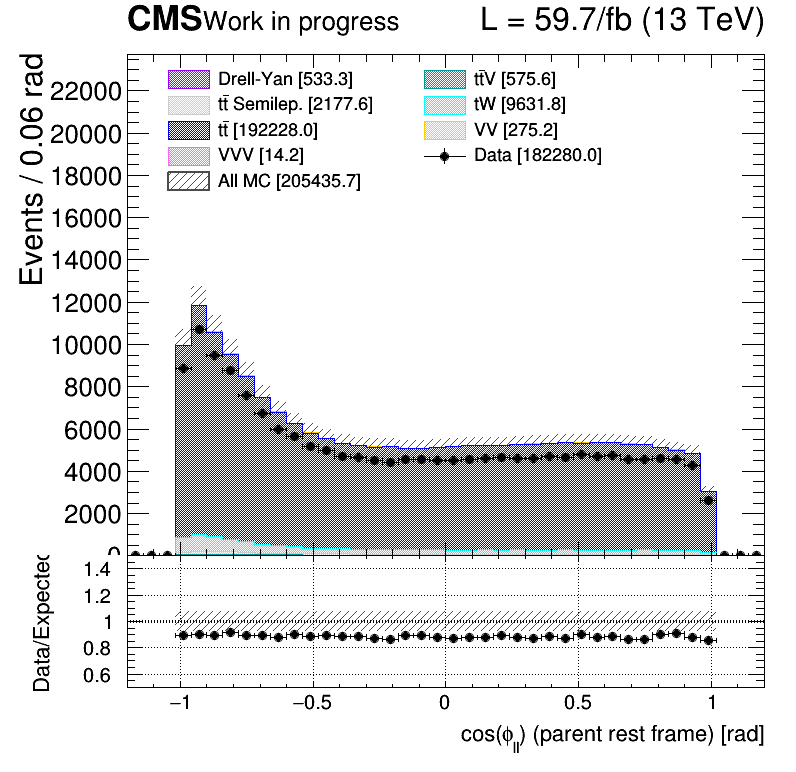 CMS Work in progress L = 59.7/fb (13 TeV)
Events / 0.06 rad
Drell-Yan [533.3]
tt̄ Semilep. [2177.6]
tt̄ [192228.0]
VVV [14.2]
All MC [205435.7]
tt̄V [575.6]
tW [9631.8]
VV [275.2]
Data [182280.0]
22000
20000
18000
16000
14000
12000
10000
8000
6000
4000
2000
0
Data/Expected
1.4
1.2
1
0.8
0.6
−1 −0.5 0 0.5 1
cos(ϕ_ll) (parent rest frame) [rad]